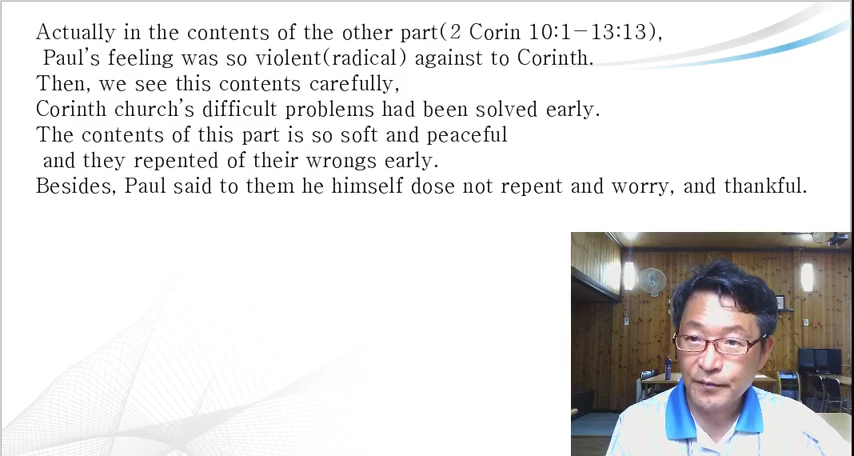 Actually in the contents of the other part(2 Corin 10:1-13:13),
Paul's feeling was so violent(radical) against to Corinth.
Then, we see this contents carefully,
Corinth church's difficult problems had been solved early.
The contents of this part is so soft and peaceful
and they repented of their wrongs early.
Besides, Paul said to them he himself dose not repent and worry, and thankful.